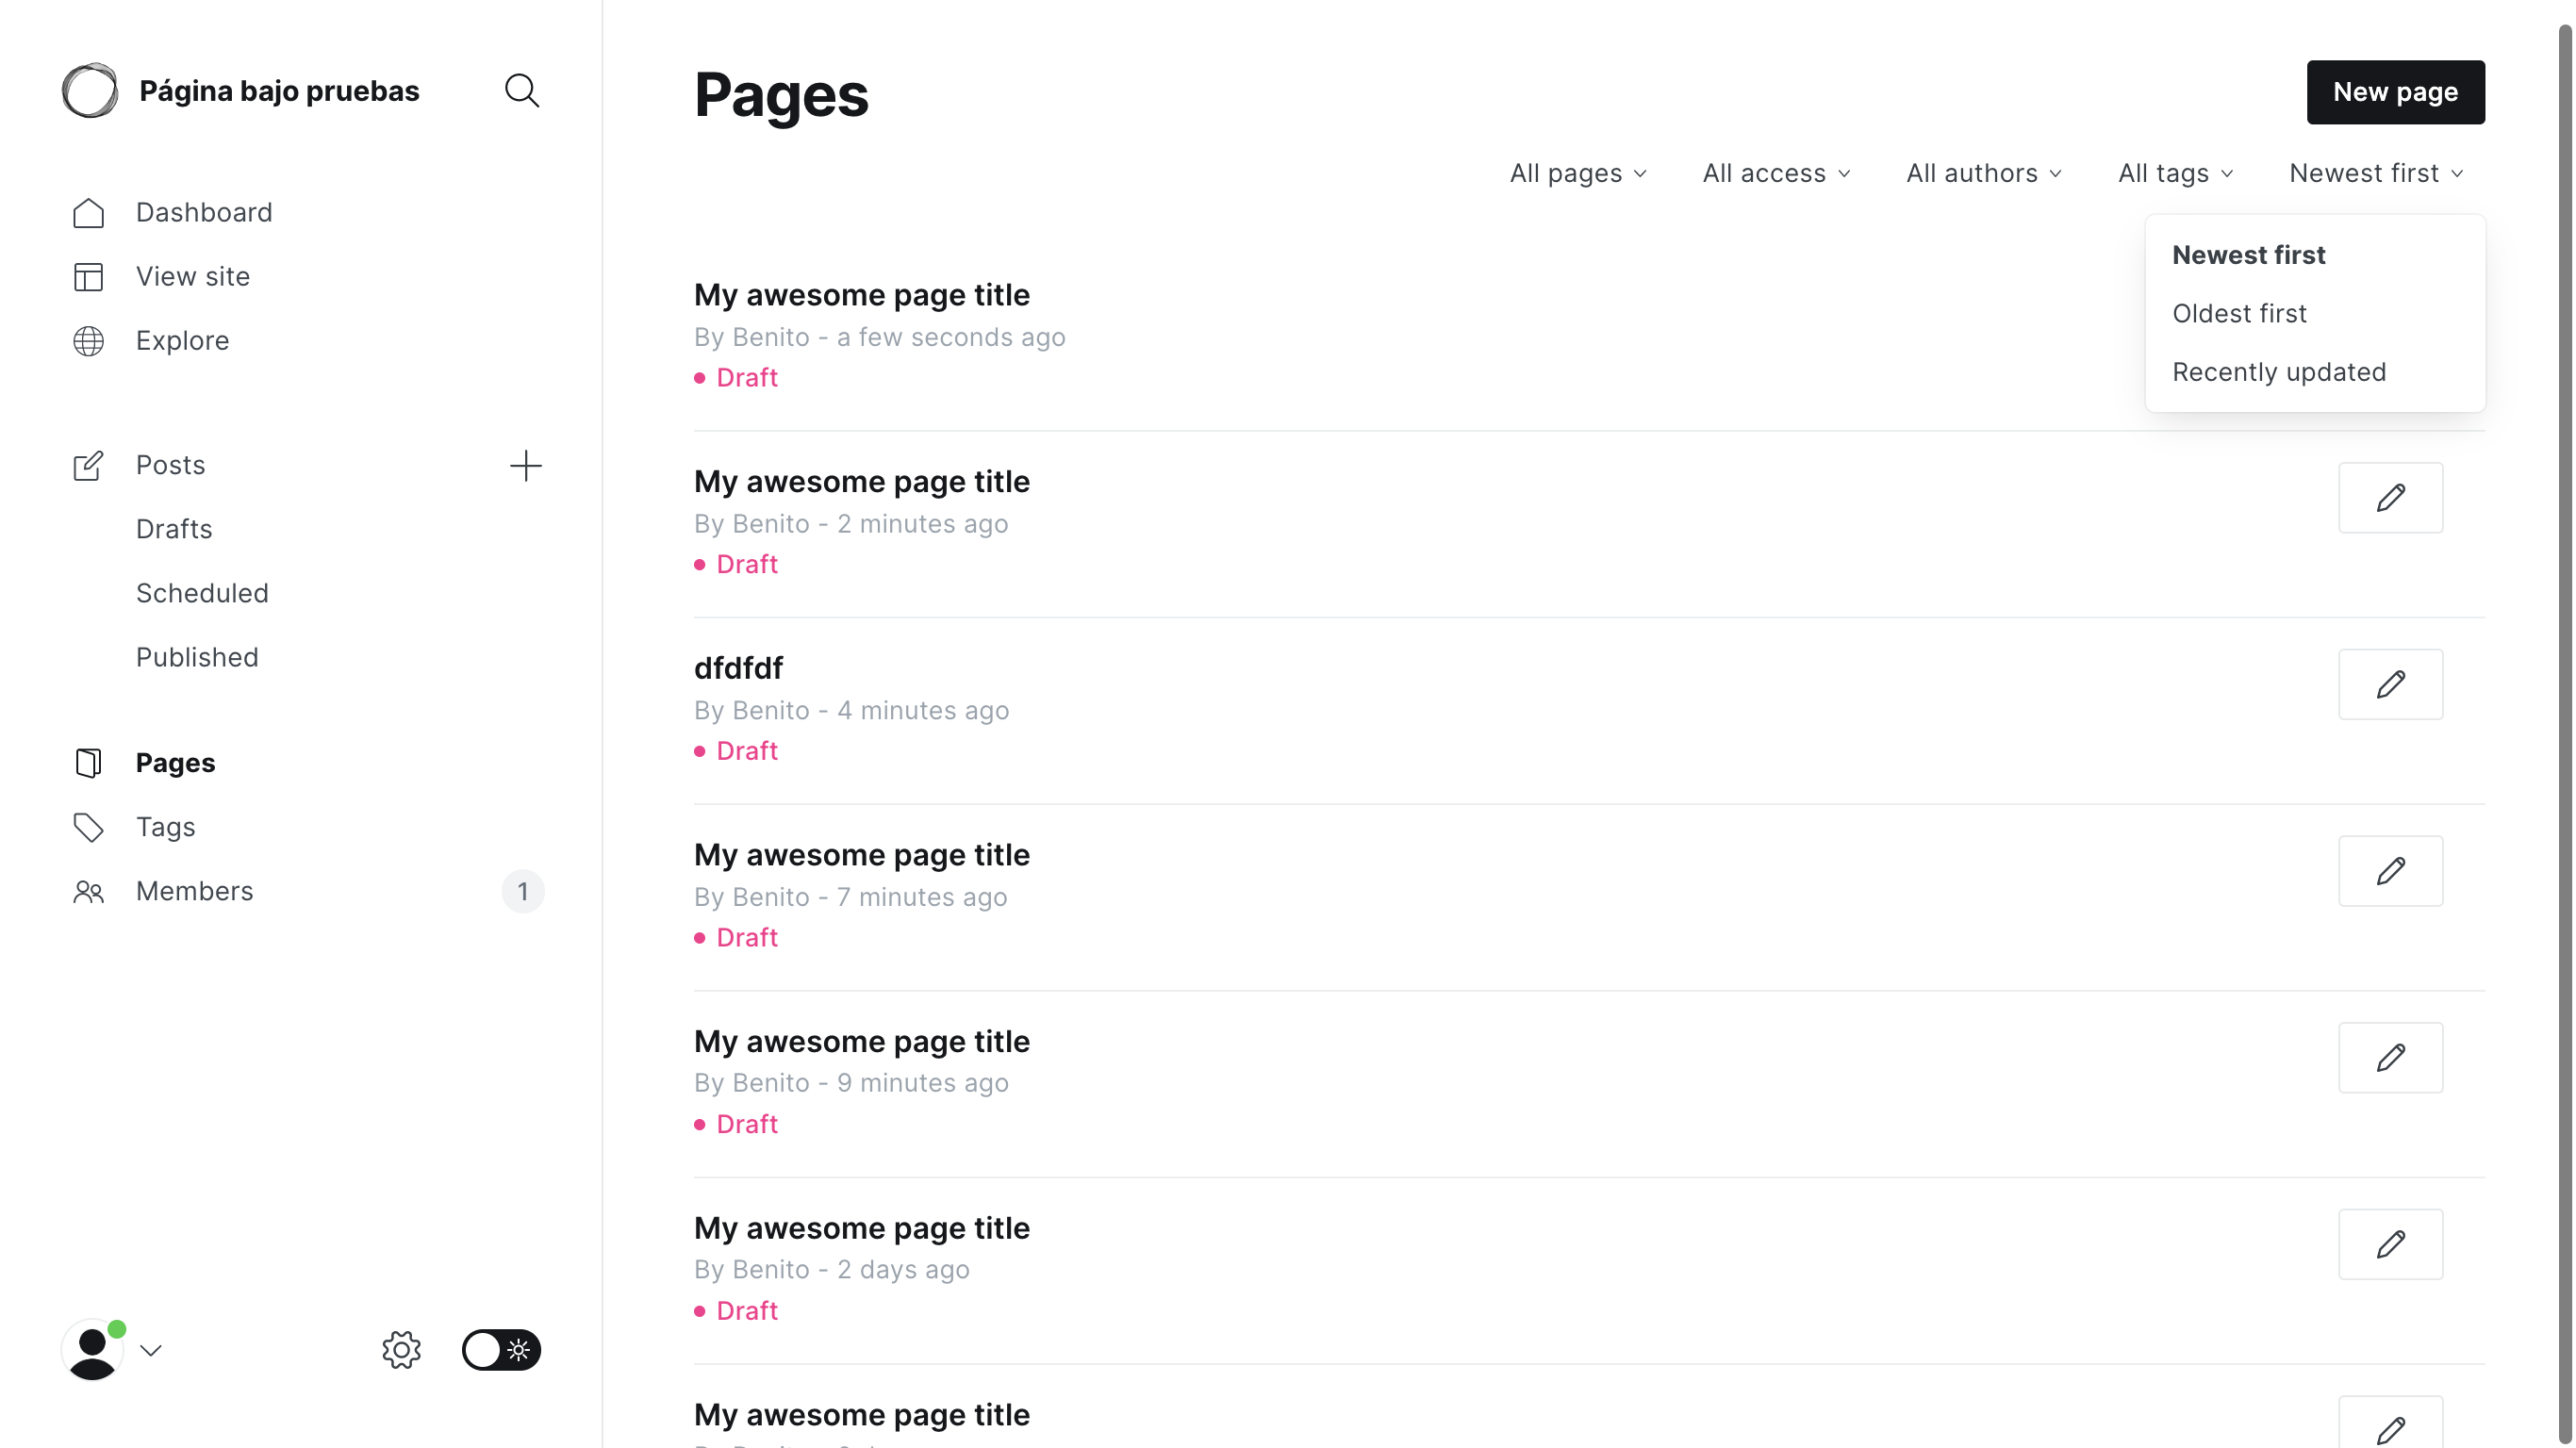 Página bajo pruebas
Dashboard
View site
Explore
Posts
Drafts
Scheduled
Published
Pages
Tags
Members 1
Pages
New page
All pages All access All authors All tags Newest first
Newest first
Oldest first
Recently updated
My awesome page title
By Benito - a few seconds ago
Draft
My awesome page title
By Benito - 2 minutes ago
Draft
dfdfdf
By Benito - 4 minutes ago
Draft
My awesome page title
By Benito - 7 minutes ago
Draft
My awesome page title
By Benito - 9 minutes ago
Draft
My awesome page title
By Benito - 2 days ago
Draft
My awesome page title